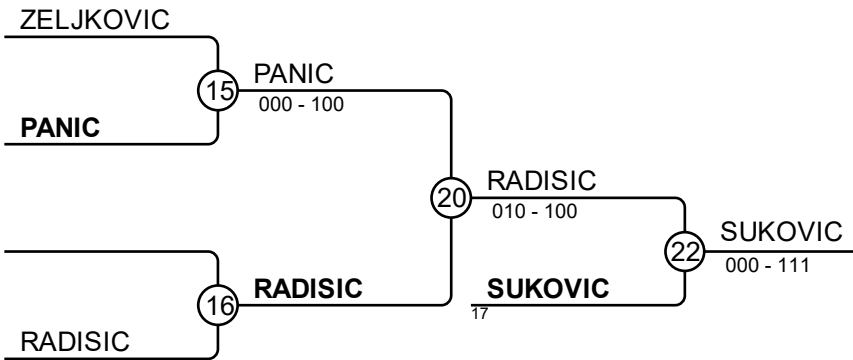 ZELJKOVIC
15
PANIC
000 - 100
PANIC
20
RADISIC
010 - 100
22
SUKOVIC
000 - 111
16
RADISIC
17
SUKOVIC
RADISIC